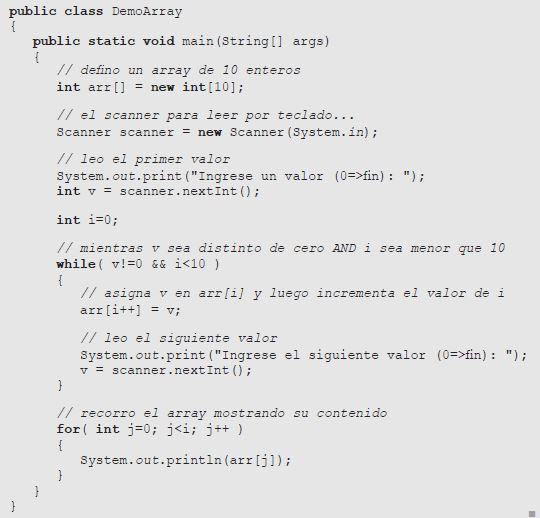 public class DemoArray
{
public static void main(String[] args)
{
// defino un array de 10 enteros
int arr[] = new int[10];
// el scanner para leer por teclado...
Scanner scanner = new Scanner(System.in);
// leo el primer valor
System.out.print("Ingrese un valor (0=>fin): ");
int v = scanner.nextInt();
int i=0;
// mientras v sea distinto de cero AND i sea menor que 10
while( v!=0 && i<10 )
{
// asigna v en arr[i] y luego incrementa el valor de i
arr[i++] = v;
// leo el siguiente valor
System.out.print("Ingrese el siguiente valor (0=>fin): ");
v = scanner.nextInt();
}
// recorro el array mostrando su contenido
for( int j=0; j<i; j++ )
{
System.out.println(arr[j]);
}
}
}